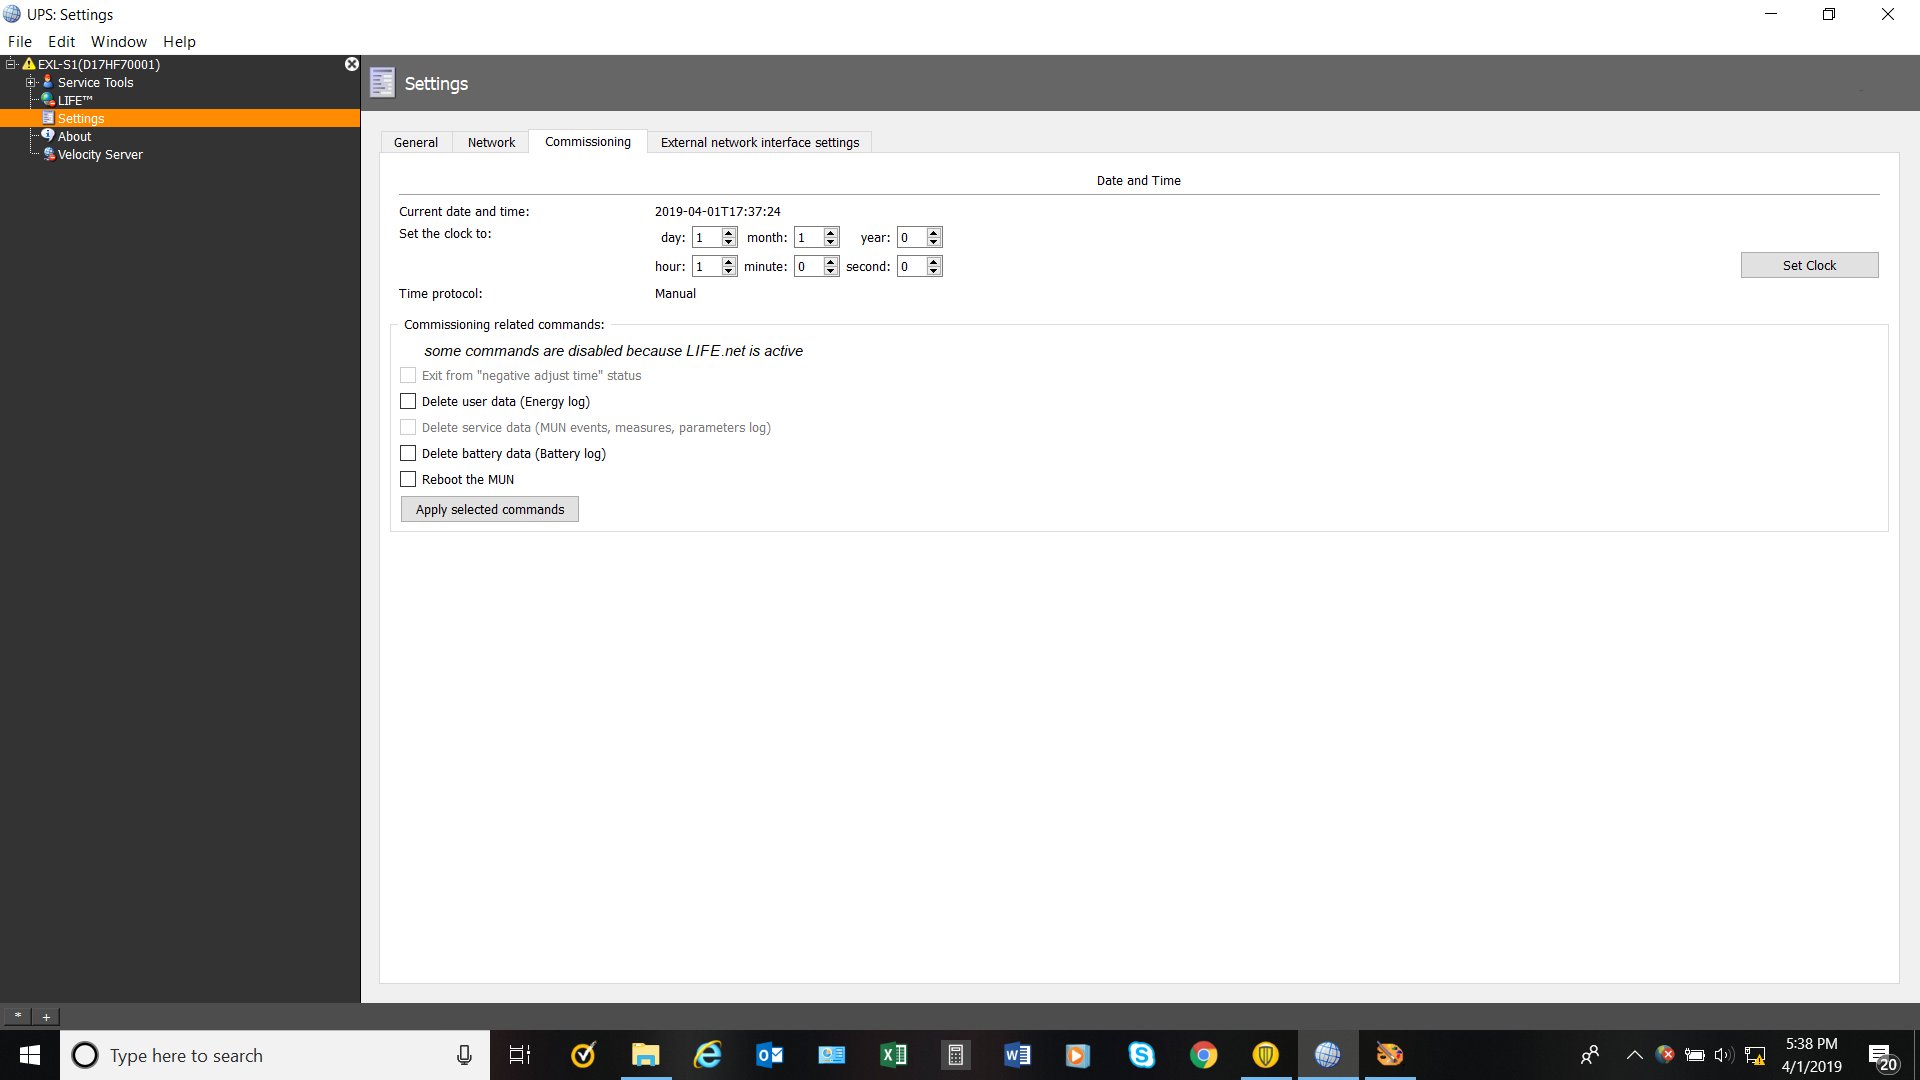 UPS: Settings
File Edit Window Help
EXL-S1(D17HF70001)
Service Tools
LIFE™
Settings
About
Velocity Server
Settings
General Network Commissioning External network interface settings
Date and Time
Current date and time: 2019-04-01T17:37:24
Set the clock to: day: 1 month: 1 year: 0
hour: 1 minute: 0 second: 0
Set Clock
Time protocol: Manual
Commissioning related commands:
some commands are disabled because LIFE.net is active
Exit from "negative adjust time" status
Delete user data (Energy log)
Delete service data (MUN events, measures, parameters log)
Delete battery data (Battery log)
Reboot the MUN
Apply selected commands
* +
Type here to search
5:38 PM
4/1/2019
20